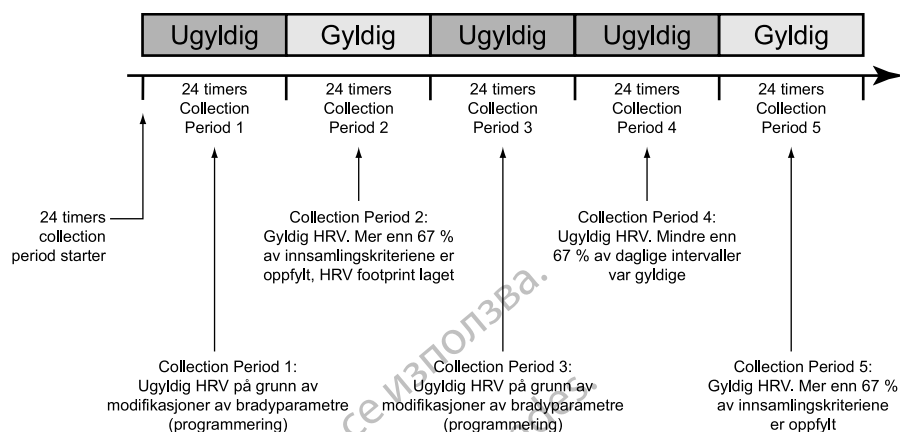 Ugyldig Gyldig Ugyldig Ugyldig Gyldig
24 timers
Collection
Period 1
24 timers
Collection
Period 2
24 timers
Collection
Period 3
24 timers
Collection
Period 4
24 timers
Collection
Period 5
24 timers
collection
period starter
Collection Period 2:
Gyldig HRV. Mer enn 67 %
av innsamlingskriteriene er
oppfylt, HRV footprint laget
Collection Period 4:
Ugyldig HRV. Mindre enn
67 % av daglige intervaller
var gyldige
Collection Period 1:
Ugyldig HRV på grunn av
modifikasjoner av bradyparametre
(programmering)
Collection Period 3:
Ugyldig HRV på grunn av
modifikasjoner av bradyparametre
(programmering)
Collection Period 5:
Gyldig HRV. Mer enn 67 %
av innsamlingskriteriene
er oppfylt
се използва.